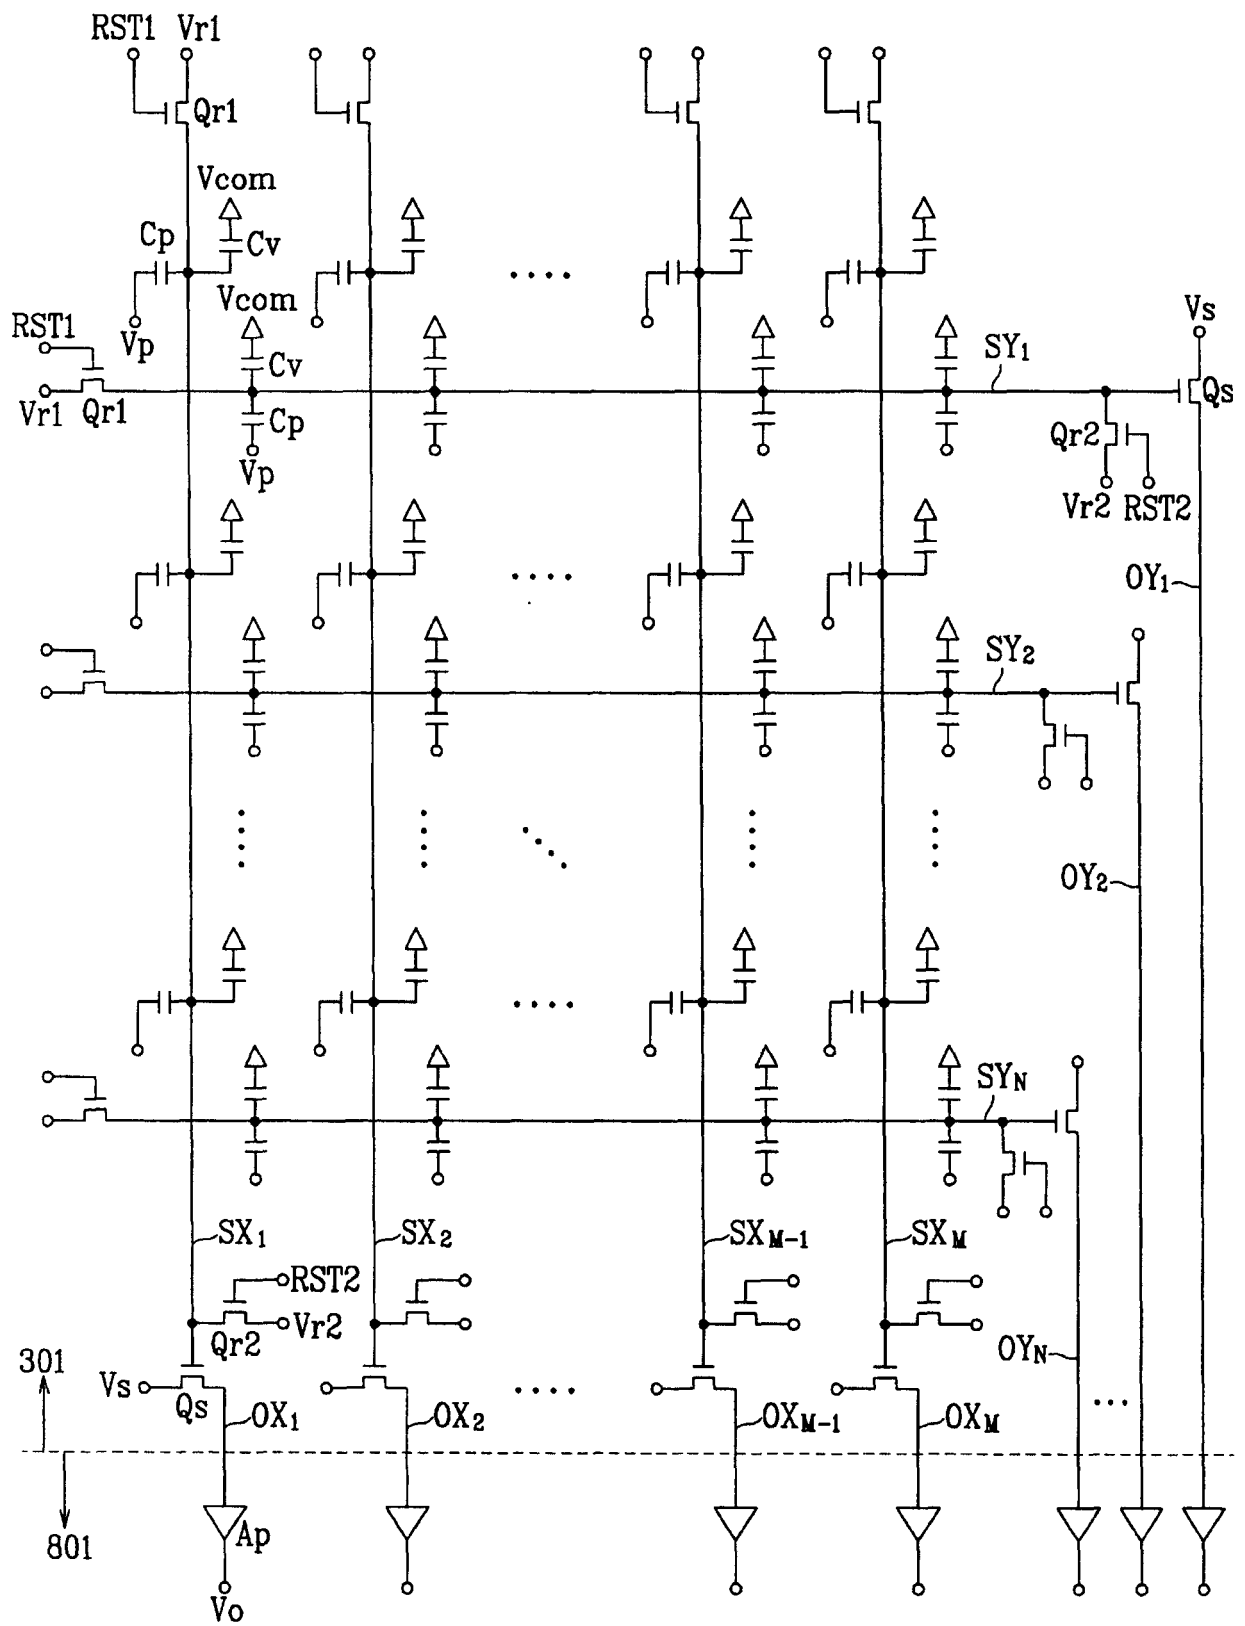 RST1 Vr1
Qr1
Vcom
Cp Cv
Vcom
RST1 Vp
Cv
Vs
SY1
Vr1 Qr1 Cp
Qs
Qr2
Vp
Vr2 RST2
OY1
SY2
OY2
SYN
SX1 SX2 SXM-1 SXM
RST2
Vr2
Qr2
OYN
301
Vs
Qs
OX1 OX2 OXM-1 OXM
801
Ap
Vo